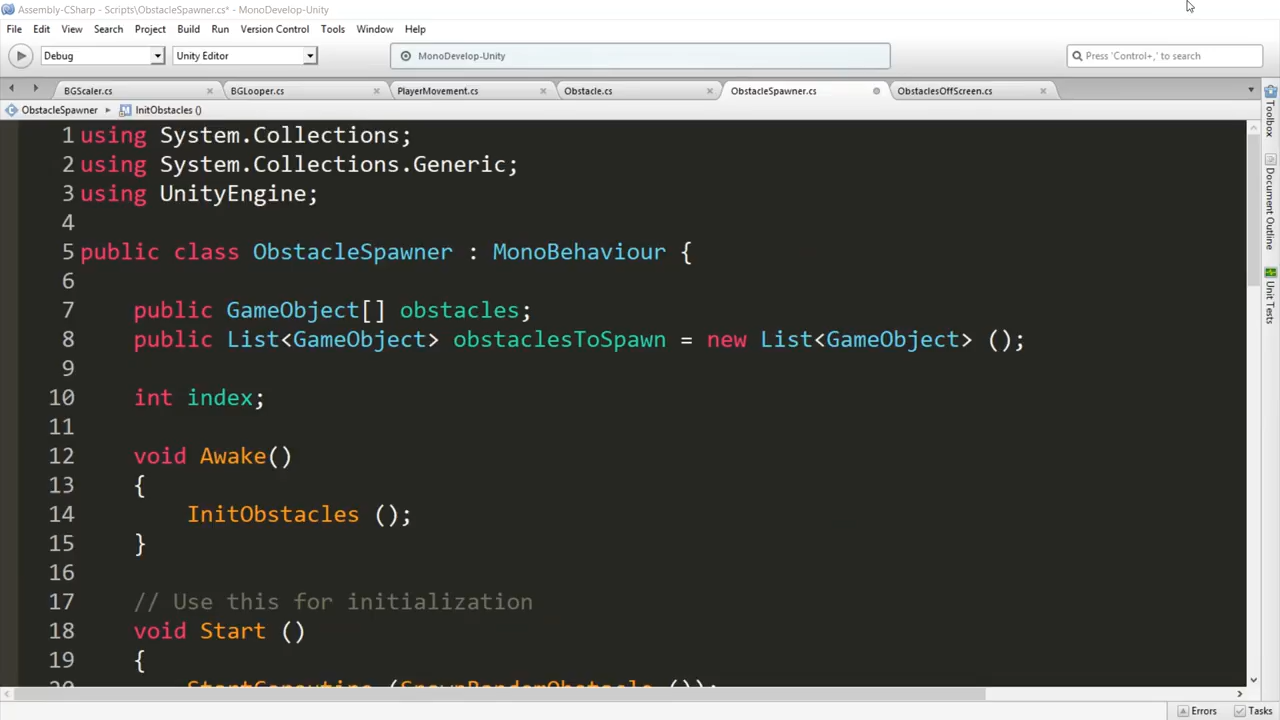 Assembly-CSharp - Scripts\ObstacleSpawner.cs* - MonoDevelop-Unity
File Edit View Search Project Build Run Version Control Tools Window Help
Debug Unity Editor MonoDevelop-Unity Press 'Control+,' to search
BGScaler.cs BGLooper.cs PlayerMovement.cs Obstacle.cs ObstacleSpawner.cs ObstaclesOffScreen.cs
ObstacleSpawner InitObstacles ()
1 using System.Collections;
2 using System.Collections.Generic;
3 using UnityEngine;
4
5 public class ObstacleSpawner : MonoBehaviour {
6
7 public GameObject[] obstacles;
8 public List<GameObject> obstaclesToSpawn = new List<GameObject> ();
9
10 int index;
11
12 void Awake()
13 {
14 InitObstacles ();
15 }
16
17 // Use this for initialization
18 void Start ()
19 {
20 StartCoroutine (SpawnRandomObstacle ());
Toolbox
Document Outline
Unit Tests
Errors Tasks